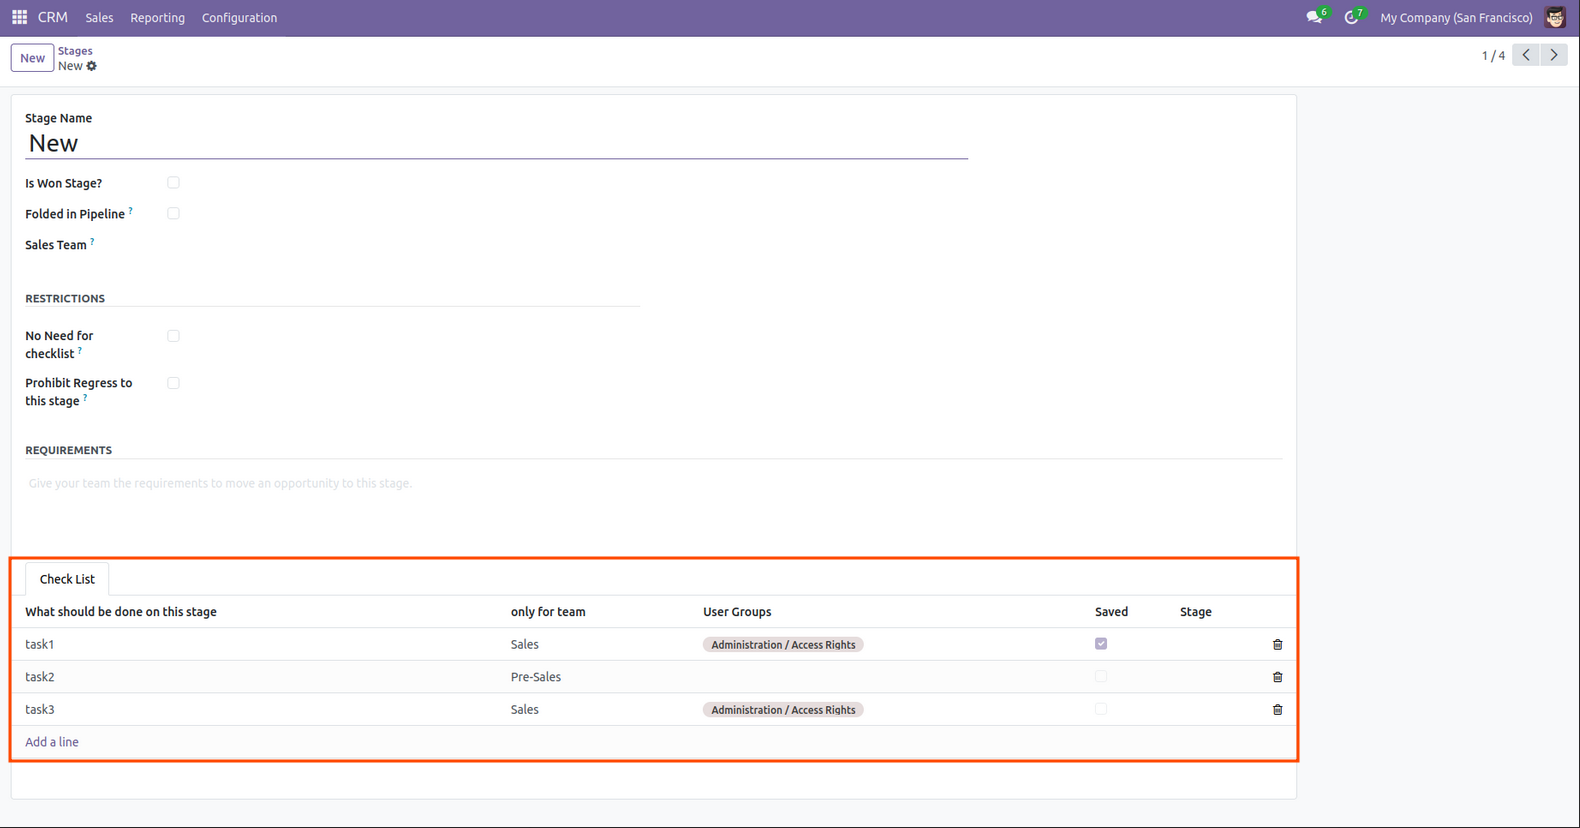 CRM Sales Reporting Configuration 6 7 My Company (San Francisco)
New Stages 1 / 4
New
Stage Name
New
Is Won Stage?
Folded in Pipeline ?
Sales Team ?
RESTRICTIONS
No Need for
checklist ?
Prohibit Regress to
this stage ?
REQUIREMENTS
Give your team the requirements to move an opportunity to this stage.
Check List
What should be done on this stage only for team User Groups Saved Stage
task1 Sales Administration / Access Rights
task2 Pre-Sales
task3 Sales Administration / Access Rights
Add a line